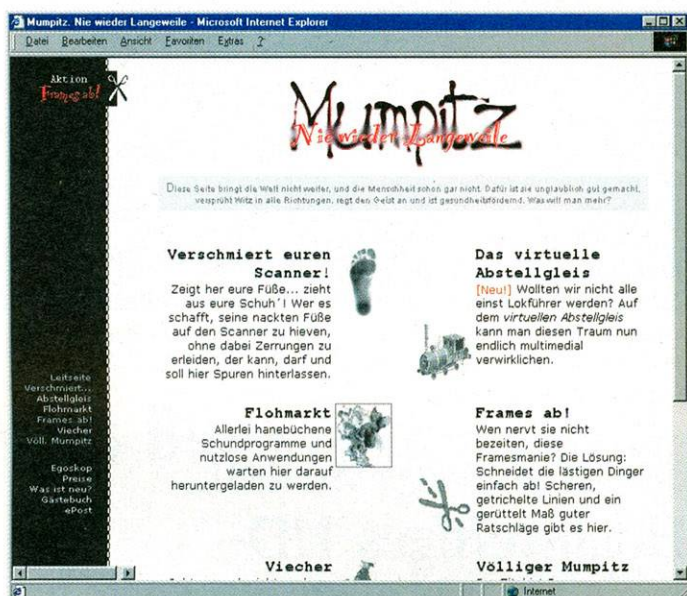 Mumpitz. Nie wieder Langeweile - Microsoft Internet Explorer
Datei Bearbeiten Ansicht Favoriten Extras ?
Aktion
Frames ab!
Mumpitz
Nie wieder Langeweile
Diese Seite bringt die Welt nicht weiter, und die Menschheit schon gar nicht. Dafür ist sie unglaublich gut gemacht,
versprüht Witz in alle Richtungen, regt den Geist an und ist gesundheitsfördernd. Was will man mehr?
Verschmiert euren
Scanner!
Zeigt her eure Füße... zieht
aus eure Schuh´! Wer es
schafft, seine nackten Füße
auf den Scanner zu hieven,
ohne dabei Zerrungen zu
erleiden, der kann, darf und
soll hier Spuren hinterlassen.
Das virtuelle
Abstellgleis
[Neu!] Wollten wir nicht alle
einst Lokführer werden? Auf
dem virtuellen Abstellgleis
kann man diesen Traum nun
endlich multimedial
verwirklichen.
Leitseite
Verschmiert...
Abstellgleis
Flohmarkt
Frames ab!
Viecher
Völl. Mumpitz
Egoskop
Preise
Was ist neu?
Gästebuch
ePost
Flohmarkt
Allerlei hanebüchene
Schundprogramme und
nutzlose Anwendungen
warten hier darauf
heruntergeladen zu werden.
Frames ab!
Wen nervt sie nicht
bezeiten, diese
Framesmanie? Die Lösung:
Schneidet die lästigen Dinger
einfach ab! Scheren,
getrichelte Linien und ein
gerüttelt Maß guter
Ratschläge gibt es hier.
Viecher
Völliger Mumpitz
Internet